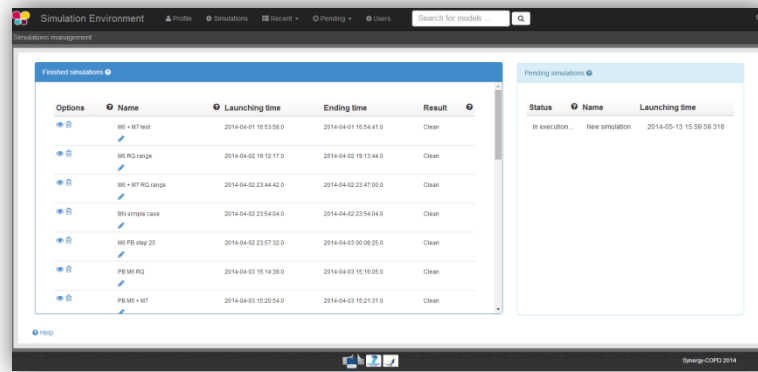 Simulation Environment Profile Simulations Recent Pending Users Search for models ...
Simulations management
Finished simulations
Options Name Launching time Ending time Result
M6 + M7 test 2014-04-01 16:53:58.0 2014-04-01 16:54:41.0 Clean
M6 RQ range 2014-04-02 19:12:17.0 2014-04-02 19:13:44.0 Clean
M6 + M7 RQ range 2014-04-02 23:44:42.0 2014-04-02 23:47:09.0 Clean
BN simple case 2014-04-02 23:54:04.0 2014-04-02 23:54:04.0 Clean
M6 PB step 25 2014-04-02 23:57:32.0 2014-04-03 00:08:25.0 Clean
PB M6 RQ 2014-04-03 15:14:39.0 2014-04-03 15:16:05.0 Clean
PB M6 + M7 2014-04-03 15:20:54.0 2014-04-03 15:21:31.0 Clean
Pending simulations
Status Name Launching time
In execution... New simulation 2014-05-13 15:59:59.316
Help
Synergy-COPD 2014